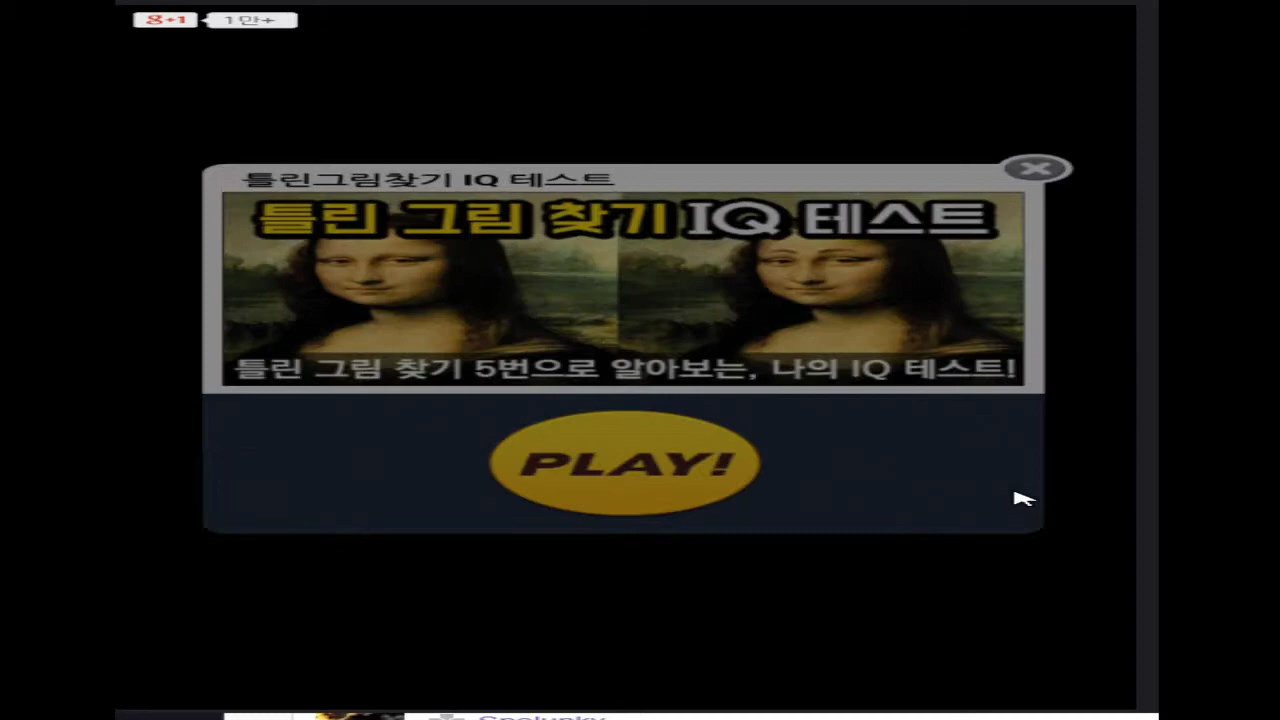 g+1 1만+
틀린그림찾기 IQ 테스트
틀린 그림 찾기 IQ 테스트
틀린 그림 찾기 5번으로 알아보는, 나의 IQ 테스트!
PLAY!